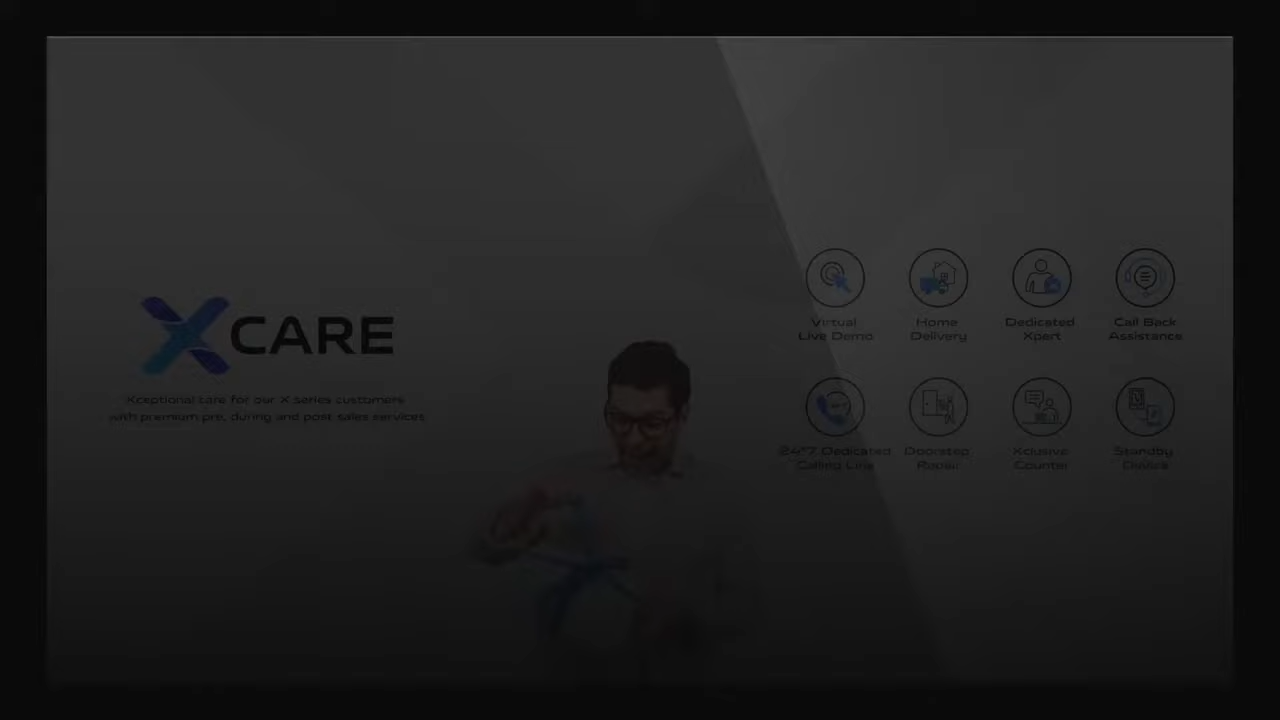 X CARE
Xceptional care for our X series customers
with premium pre, during and post sales services
Virtual
Live Demo
Home
Delivery
Dedicated
Xpert
Call Back
Assistance
24*7 Dedicated
Calling Line
Doorstep
Repair
Xclusive
Counter
Standby
Device